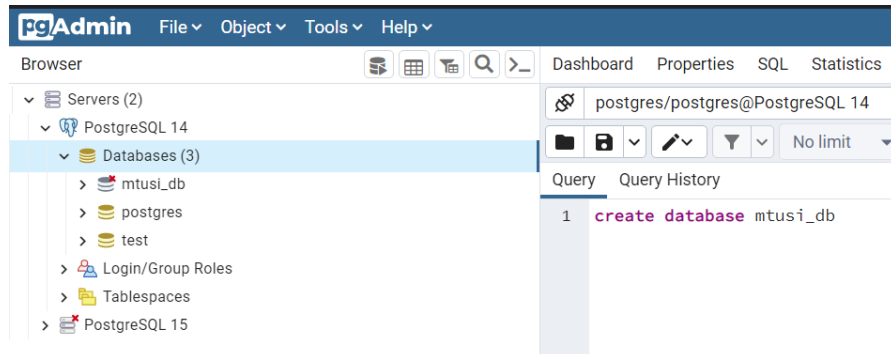 pgAdmin File Object Tools Help
Browser
Dashboard Properties SQL Statistics
Servers (2)
postgres/postgres@PostgreSQL 14
PostgreSQL 14
No limit
Databases (3)
mtusi_db
Query Query History
postgres
1 create database mtusi_db
test
Login/Group Roles
Tablespaces
PostgreSQL 15